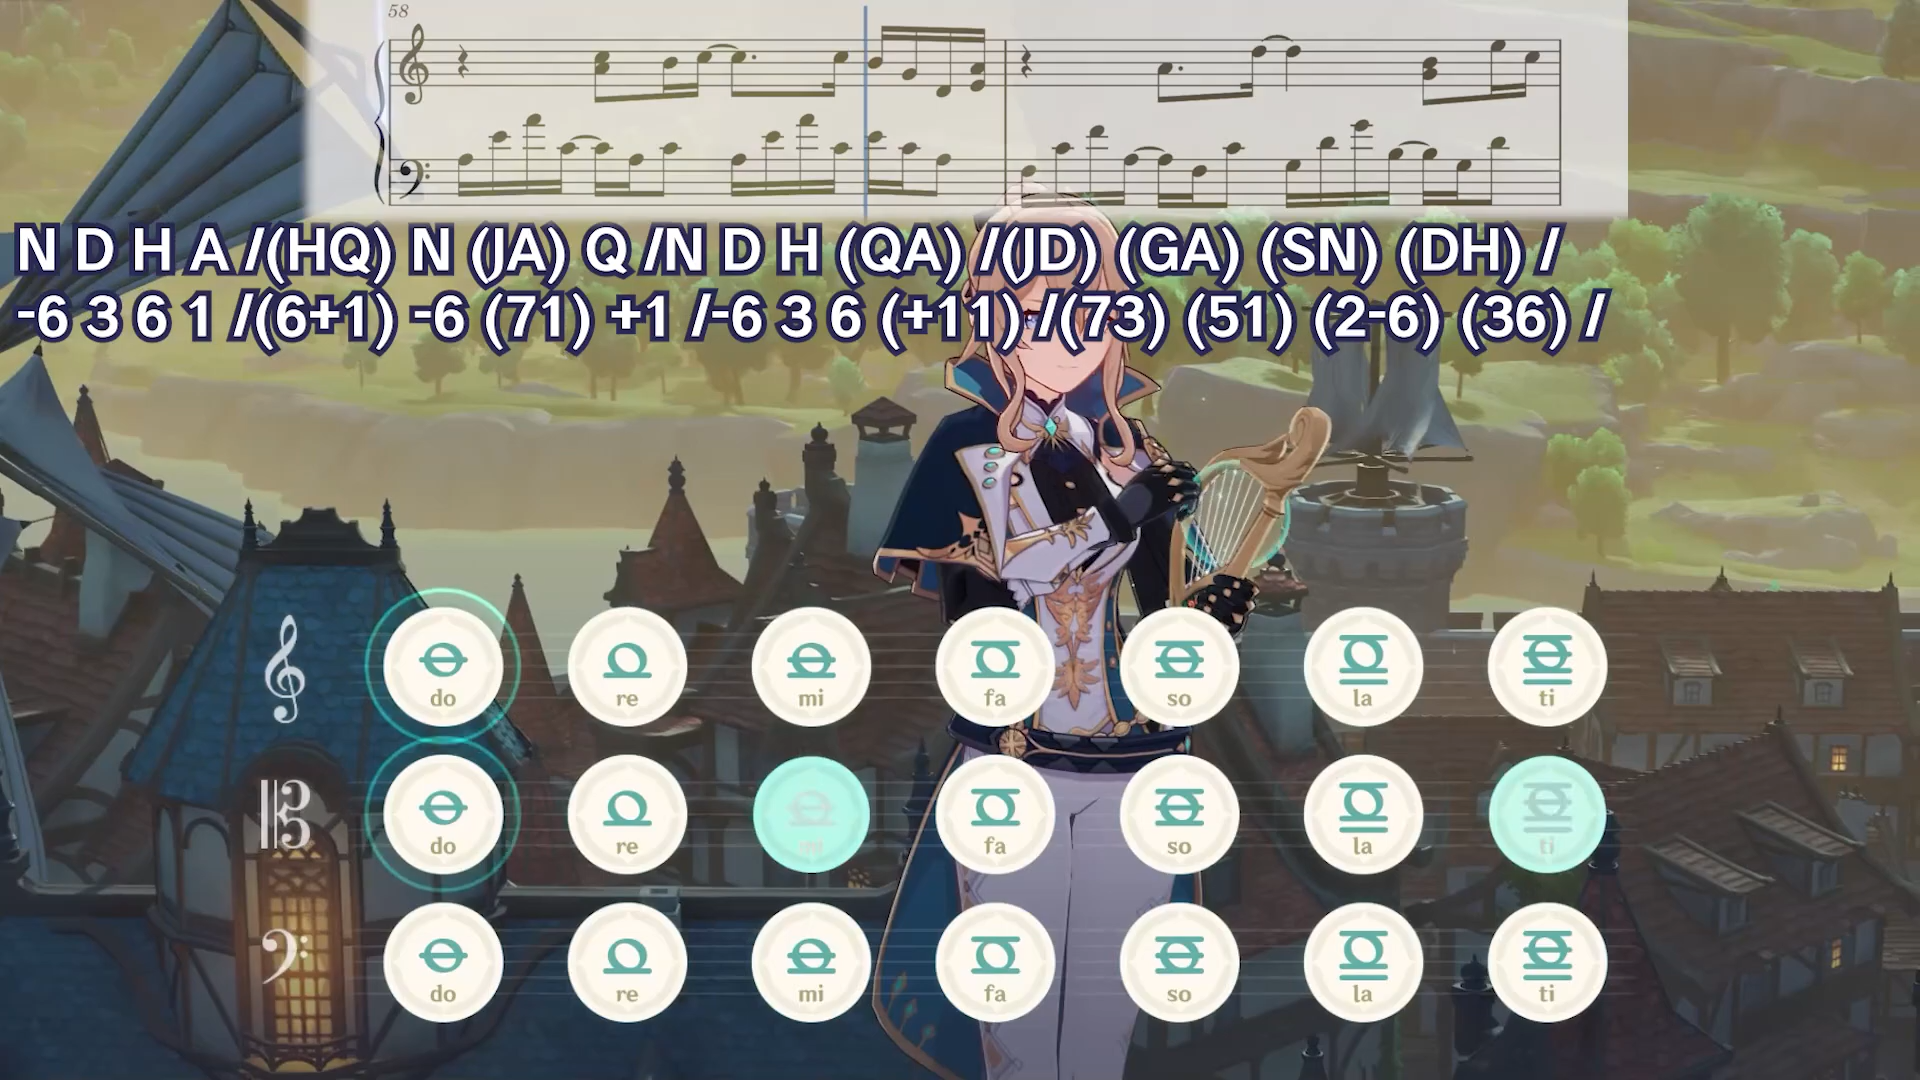 58
N D H A /(HQ) N (JA) Q /N D H (QA) /(JD) (GA) (SN) (DH) /
-6 3 6 1 /(6+1) -6 (71) +1 /-6 3 6 (+11) /(73) (51) (2-6) (36) /
do re mi fa so la ti
do re mi fa so la ti
do re mi fa so la ti